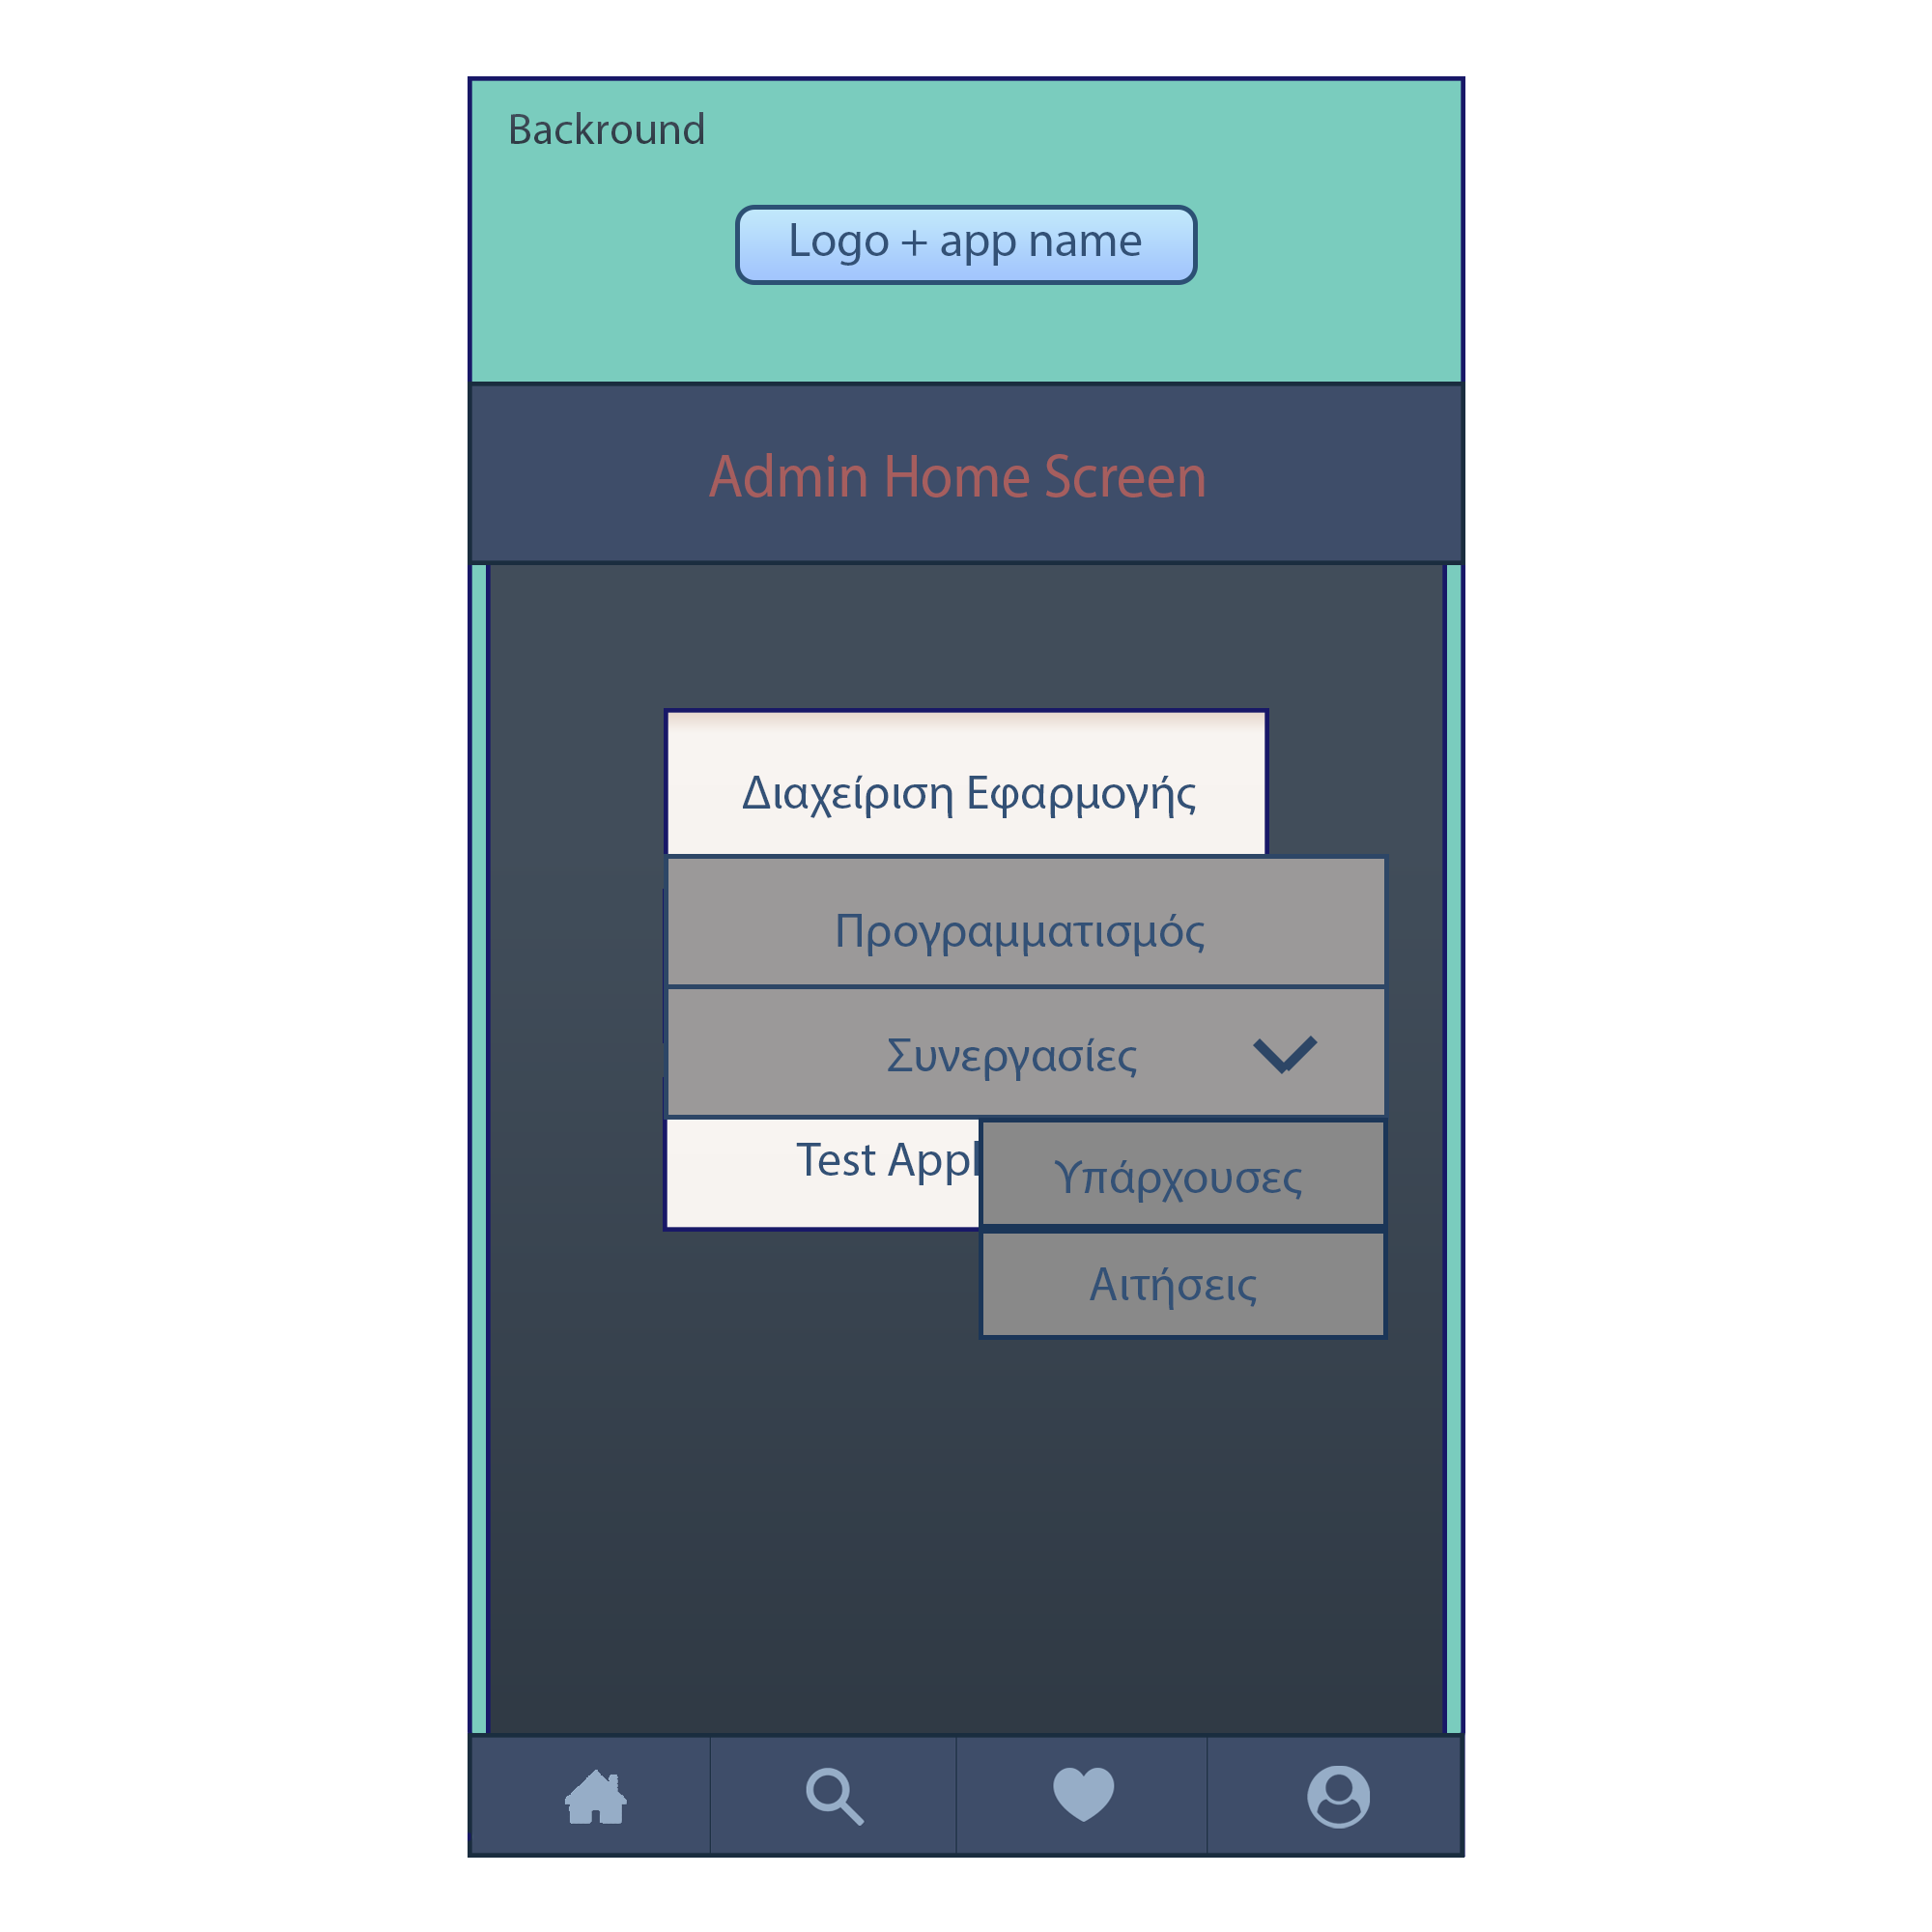 Backround
Logo + app name
Admin Home Screen
Διαχείριση Εφαρμογής
Προγραμματισμός
Συνεργασίες
Test Appl
Υπάρχουσες
Αιτήσεις